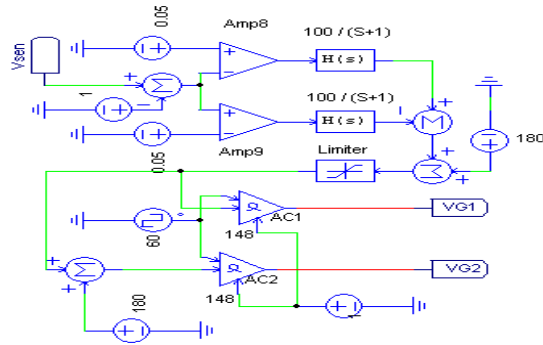 Vsen
0.05
Amp8
100 / (S+1)
H(s)
1
100 / (S+1)
H(s)
M
Amp9
0.05
Limiter
180
60
AC1
148
VG1
AC2
148
VG2
180